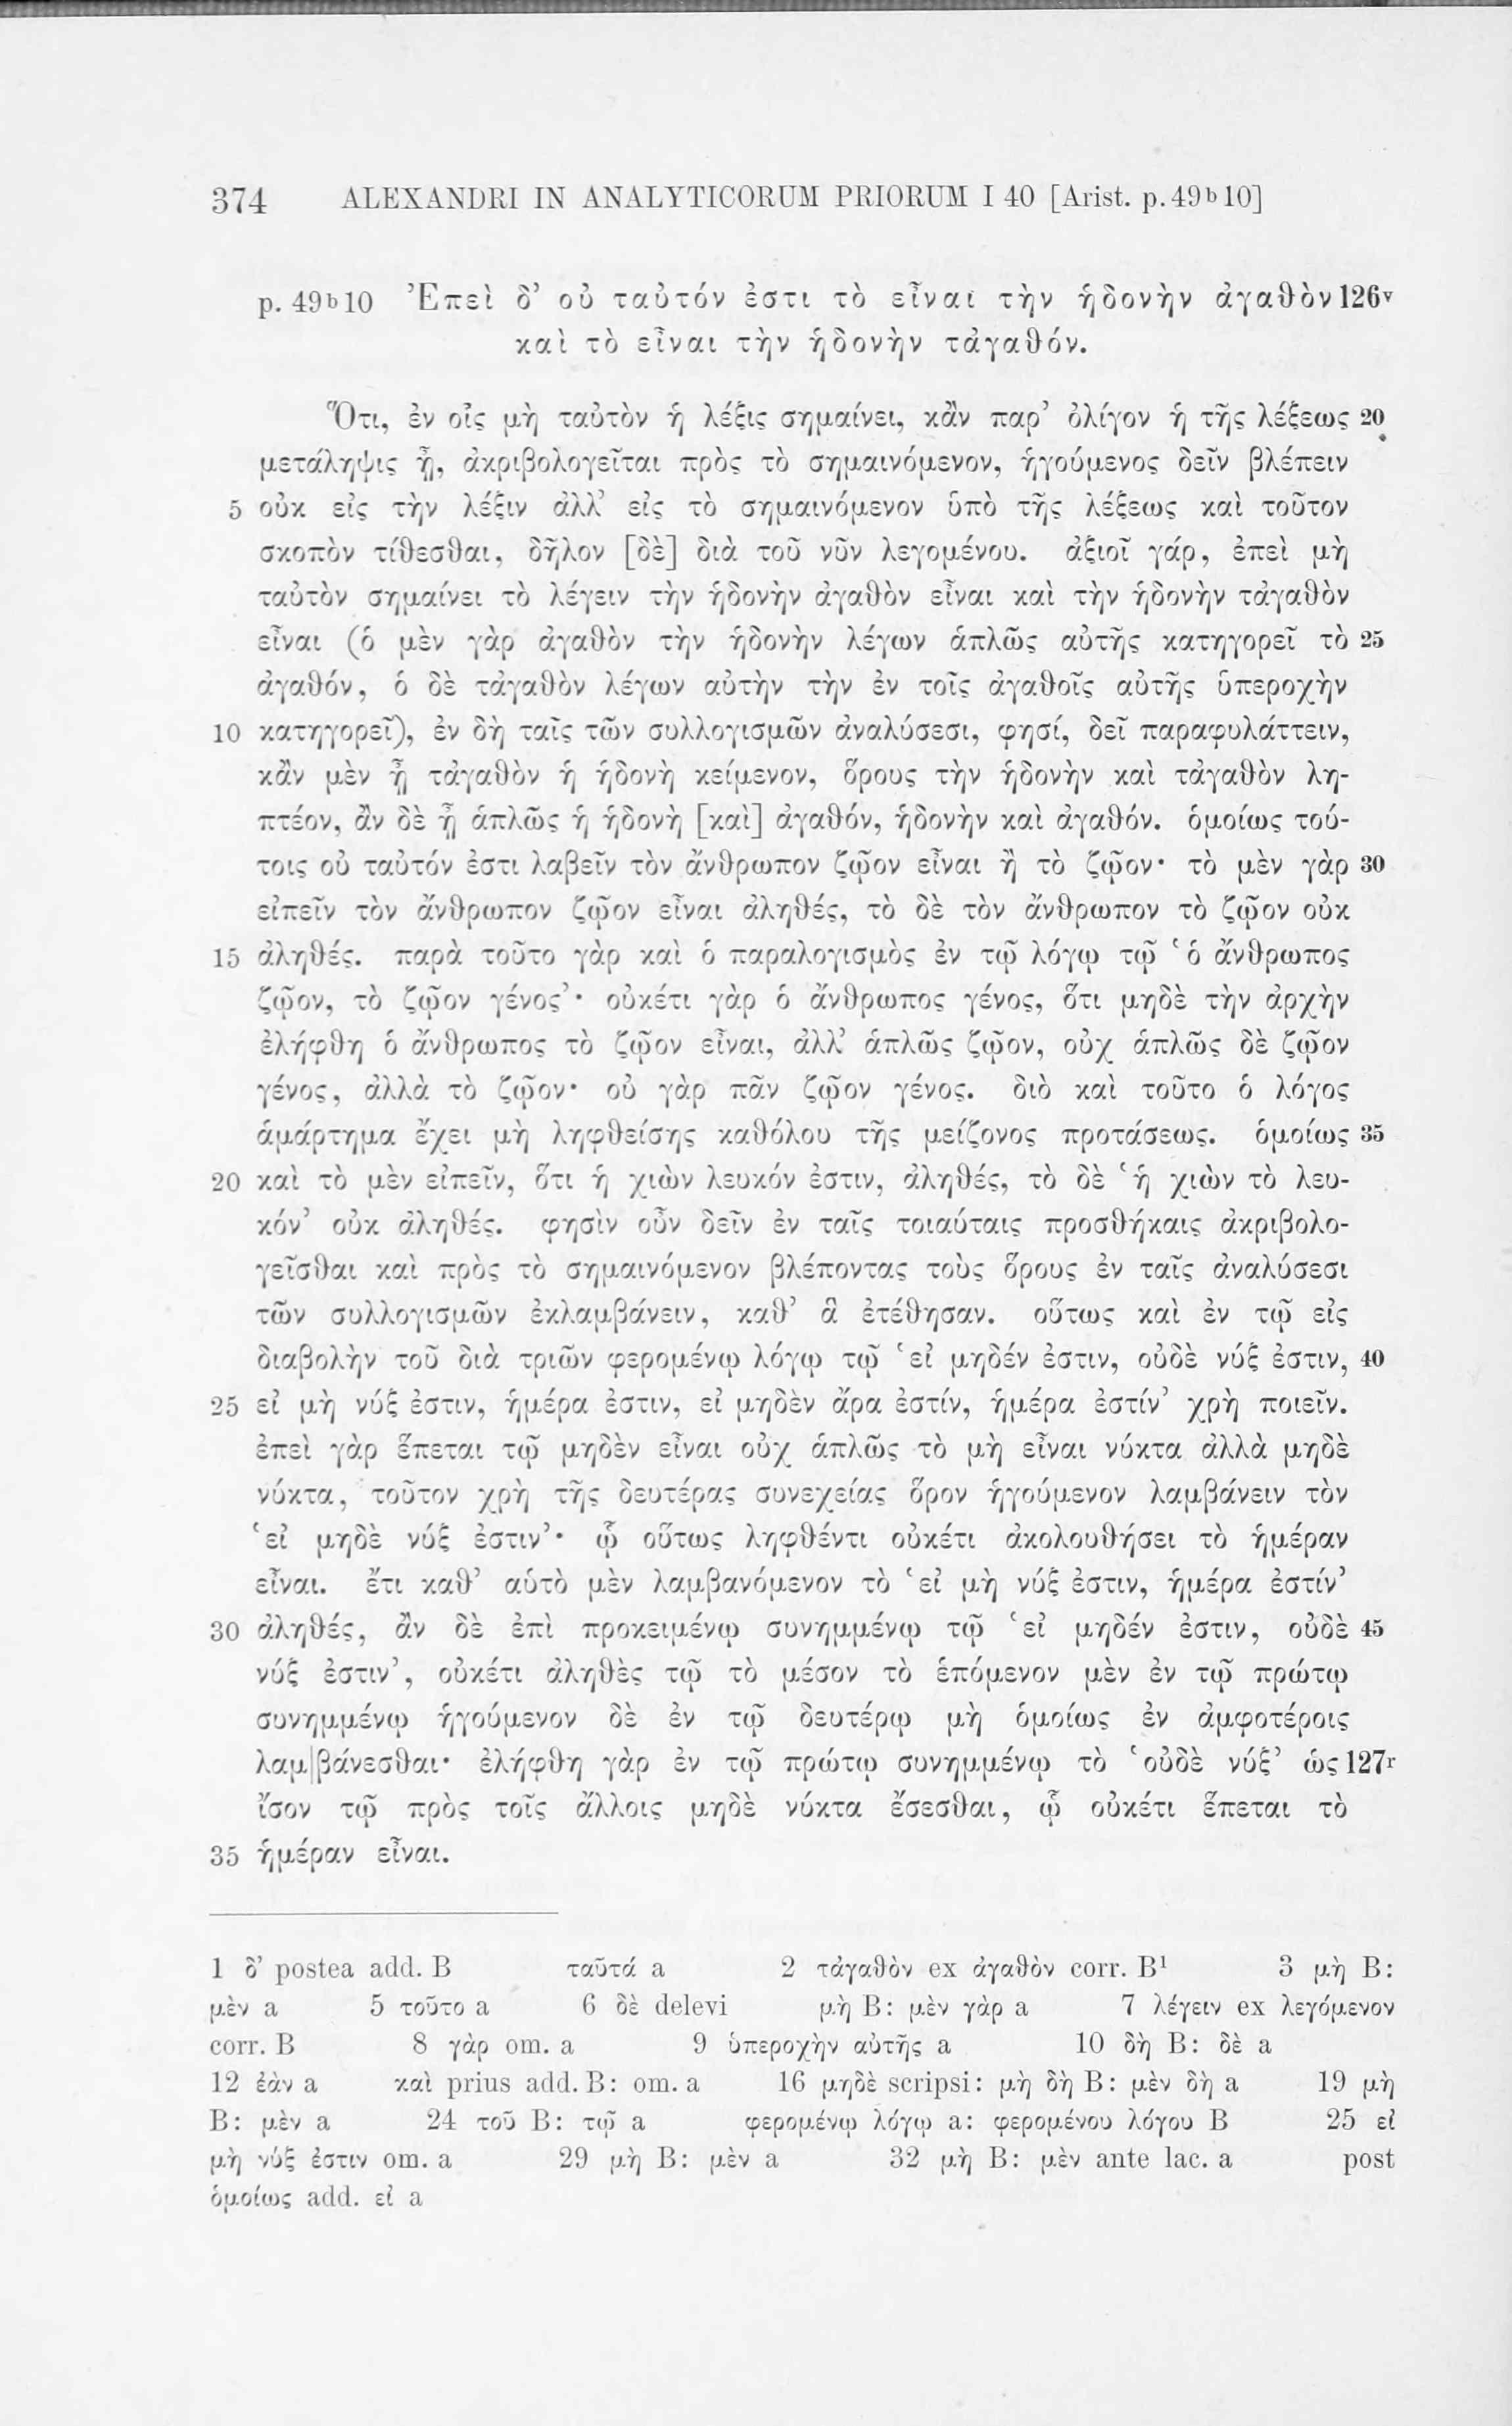 374 ALEXANDRI IN ANALYTICORUM PRIORUM I 40 [Arist. p. 49b10]
p. 49b10 Ἐπεὶ δ’ οὐ ταὐτόν ἐστι τὸ εἶναι τὴν ἡδονὴν ἀγαθὸν 126v
καὶ τὸ εἶναι τὴν ἡδονὴν τἀγαθόν.
Ὅτι, ἐν οἷς μὴ ταὐτὸν ἡ λέξις σημαίνει, κἂν παρ’ ὀλίγον ἡ τῆς λέξεως 20
μετάληψις ᾖ, ἀκριβολογεῖται πρὸς τὸ σημαινόμενον, ἡγούμενος δεῖν βλέπειν
5 οὐκ εἰς τὴν λέξιν ἀλλ’ εἰς τὸ σημαινόμενον ὑπὸ τῆς λέξεως καὶ τοῦτον
σκοπὸν τίθεσθαι, δῆλον [δὲ] διὰ τοῦ νῦν λεγομένου. ἀξιοῖ γάρ, ἐπεὶ μὴ
ταὐτὸν σημαίνει τὸ λέγειν τὴν ἡδονὴν ἀγαθὸν εἶναι καὶ τὴν ἡδονὴν τἀγαθὸν
εἶναι (ὁ μὲν γὰρ ἀγαθὸν τὴν ἡδονὴν λέγων ἁπλῶς αὐτῆς κατηγορεῖ τὸ 25
ἀγαθόν, ὁ δὲ τἀγαθὸν λέγων αὐτὴν τὴν ἐν τοῖς ἀγαθοῖς αὐτῆς ὑπεροχὴν
10 κατηγορεῖ), ἐν δὴ ταῖς τῶν συλλογισμῶν ἀναλύσεσι, φησί, δεῖ παραφυλάττειν,
κἂν μὲν ᾖ τἀγαθὸν ἡ ἡδονὴ κείμενον, ὅρους τὴν ἡδονὴν καὶ τἀγαθὸν λη-
πτέον, ἂν δὲ ᾖ ἁπλῶς ἡ ἡδονὴ [καὶ] ἀγαθόν, ἡδονὴν καὶ ἀγαθόν. ὁμοίως τού-
τοις οὐ ταὐτόν ἐστι λαβεῖν τὸν ἄνθρωπον ζῷον εἶναι ἢ τὸ ζῷον· τὸ μὲν γὰρ 30
εἰπεῖν τὸν ἄνθρωπον ζῷον εἶναι ἀληθές, τὸ δὲ τὸν ἄνθρωπον τὸ ζῷον οὐκ
15 ἀληθές. παρὰ τοῦτο γὰρ καὶ ὁ παραλογισμὸς ἐν τῷ λόγῳ τῷ ‘ὁ ἄνθρωπος
ζῷον, τὸ ζῷον γένος’· οὐκέτι γὰρ ὁ ἄνθρωπος γένος, ὅτι μηδὲ τὴν ἀρχὴν
ἐλήφθη ὁ ἄνθρωπος τὸ ζῷον εἶναι, ἀλλ’ ἁπλῶς ζῷον, οὐχ ἁπλῶς δὲ ζῷον
γένος, ἀλλὰ τὸ ζῷον· οὐ γὰρ πᾶν ζῷον γένος. διὸ καὶ τοῦτο ὁ λόγος
ἁμάρτημα ἔχει μὴ ληφθείσης καθόλου τῆς μείζονος προτάσεως. ὁμοίως 35
20 καὶ τὸ μὲν εἰπεῖν, ὅτι ἡ χιὼν λευκόν ἐστιν, ἀληθές, τὸ δὲ ‘ἡ χιὼν τὸ λευ-
κόν’ οὐκ ἀληθές. φησὶν οὖν δεῖν ἐν ταῖς τοιαύταις προσθήκαις ἀκριβολο-
γεῖσθαι καὶ πρὸς τὸ σημαινόμενον βλέποντας τοὺς ὅρους ἐν ταῖς ἀναλύσεσι
τῶν συλλογισμῶν ἐκλαμβάνειν, καθ’ ἃ ἐτέθησαν. οὕτως καὶ ἐν τῷ εἰς
διαβολὴν τοῦ διὰ τριῶν φερομένῳ λόγῳ τῷ ‘εἰ μηδέν ἐστιν, οὐδὲ νύξ ἐστιν, 40
25 εἰ μὴ νύξ ἐστιν, ἡμέρα ἐστιν, εἰ μηδὲν ἄρα ἐστίν, ἡμέρα ἐστίν’ χρὴ ποιεῖν.
ἐπεὶ γὰρ ἕπεται τῷ μηδὲν εἶναι οὐχ ἁπλῶς τὸ μὴ εἶναι νύκτα ἀλλὰ μηδὲ
νύκτα, τοῦτον χρὴ τῆς δευτέρας συνεχείας ὅρον ἡγούμενον λαμβάνειν τὸν
‘εἰ μηδὲ νύξ ἐστιν’· ᾧ οὕτως ληφθέντι οὐκέτι ἀκολουθήσει τὸ ἡμέραν
εἶναι. ἔτι καθ’ αὑτὸ μὲν λαμβανόμενον τὸ ‘εἰ μὴ νύξ ἐστιν, ἡμέρα ἐστίν’
30 ἀληθές, ἂν δὲ ἐπὶ προκειμένῳ συνημμένῳ τῷ ‘εἰ μηδέν ἐστιν, οὐδὲ 45
νύξ ἐστιν’, οὐκέτι ἀληθὲς τῷ τὸ μέσον τὸ ἑπόμενον μὲν ἐν τῷ πρώτῳ
συνημμένῳ ἡγούμενον δὲ ἐν τῷ δευτέρῳ μὴ ὁμοίως ἐν ἀμφοτέροις
λαμ|βάνεσθαι· ἐλήφθη γὰρ ἐν τῷ πρώτῳ συνημμένῳ τὸ ‘οὐδὲ νύξ’ ὡς 127r
ἴσον τῷ πρὸς τοῖς ἄλλοις μηδὲ νύκτα ἔσεσθαι, ᾧ οὐκέτι ἕπεται τὸ
35 ἡμέραν εἶναι.
1 δ’ postea add. B ταῦτά a 2 τἀγαθὸν ex ἀγαθὸν corr. B¹ 3 μὴ B:
μὲν a 5 τοῦτο a 6 δὲ delevi μὴ B: μὲν γὰρ a 7 λέγειν ex λεγόμενον
corr. B 8 γὰρ om. a 9 ὑπεροχὴν αὐτῆς a 10 δὴ B: δὲ a
12 ἐὰν a καὶ prius add. B: om. a 16 μηδὲ scripsi: μὴ δὴ B: μὲν δὴ a 19 μὴ
B: μὲν a 24 τοῦ B: τῷ a φερομένῳ λόγῳ a: φερομένου λόγου B 25 εἰ
μὴ νύξ ἐστιν om. a 29 μὴ B: μὲν a 32 μὴ B: μὲν ante lac. a post
ὁμοίως add. εἰ a